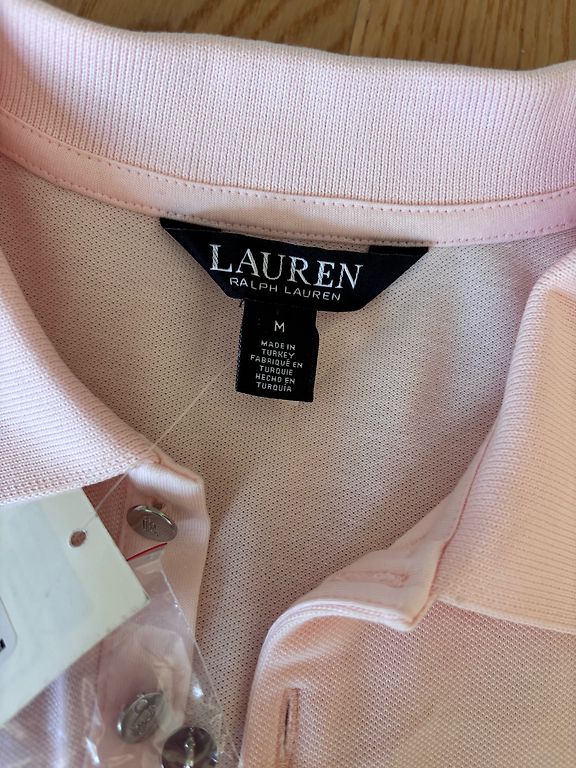 LAUREN
RALPH LAUREN
M
MADE IN
TURKEY
FABRIQUÉ EN
TURQUIE
HECHO EN
TURQUÍA